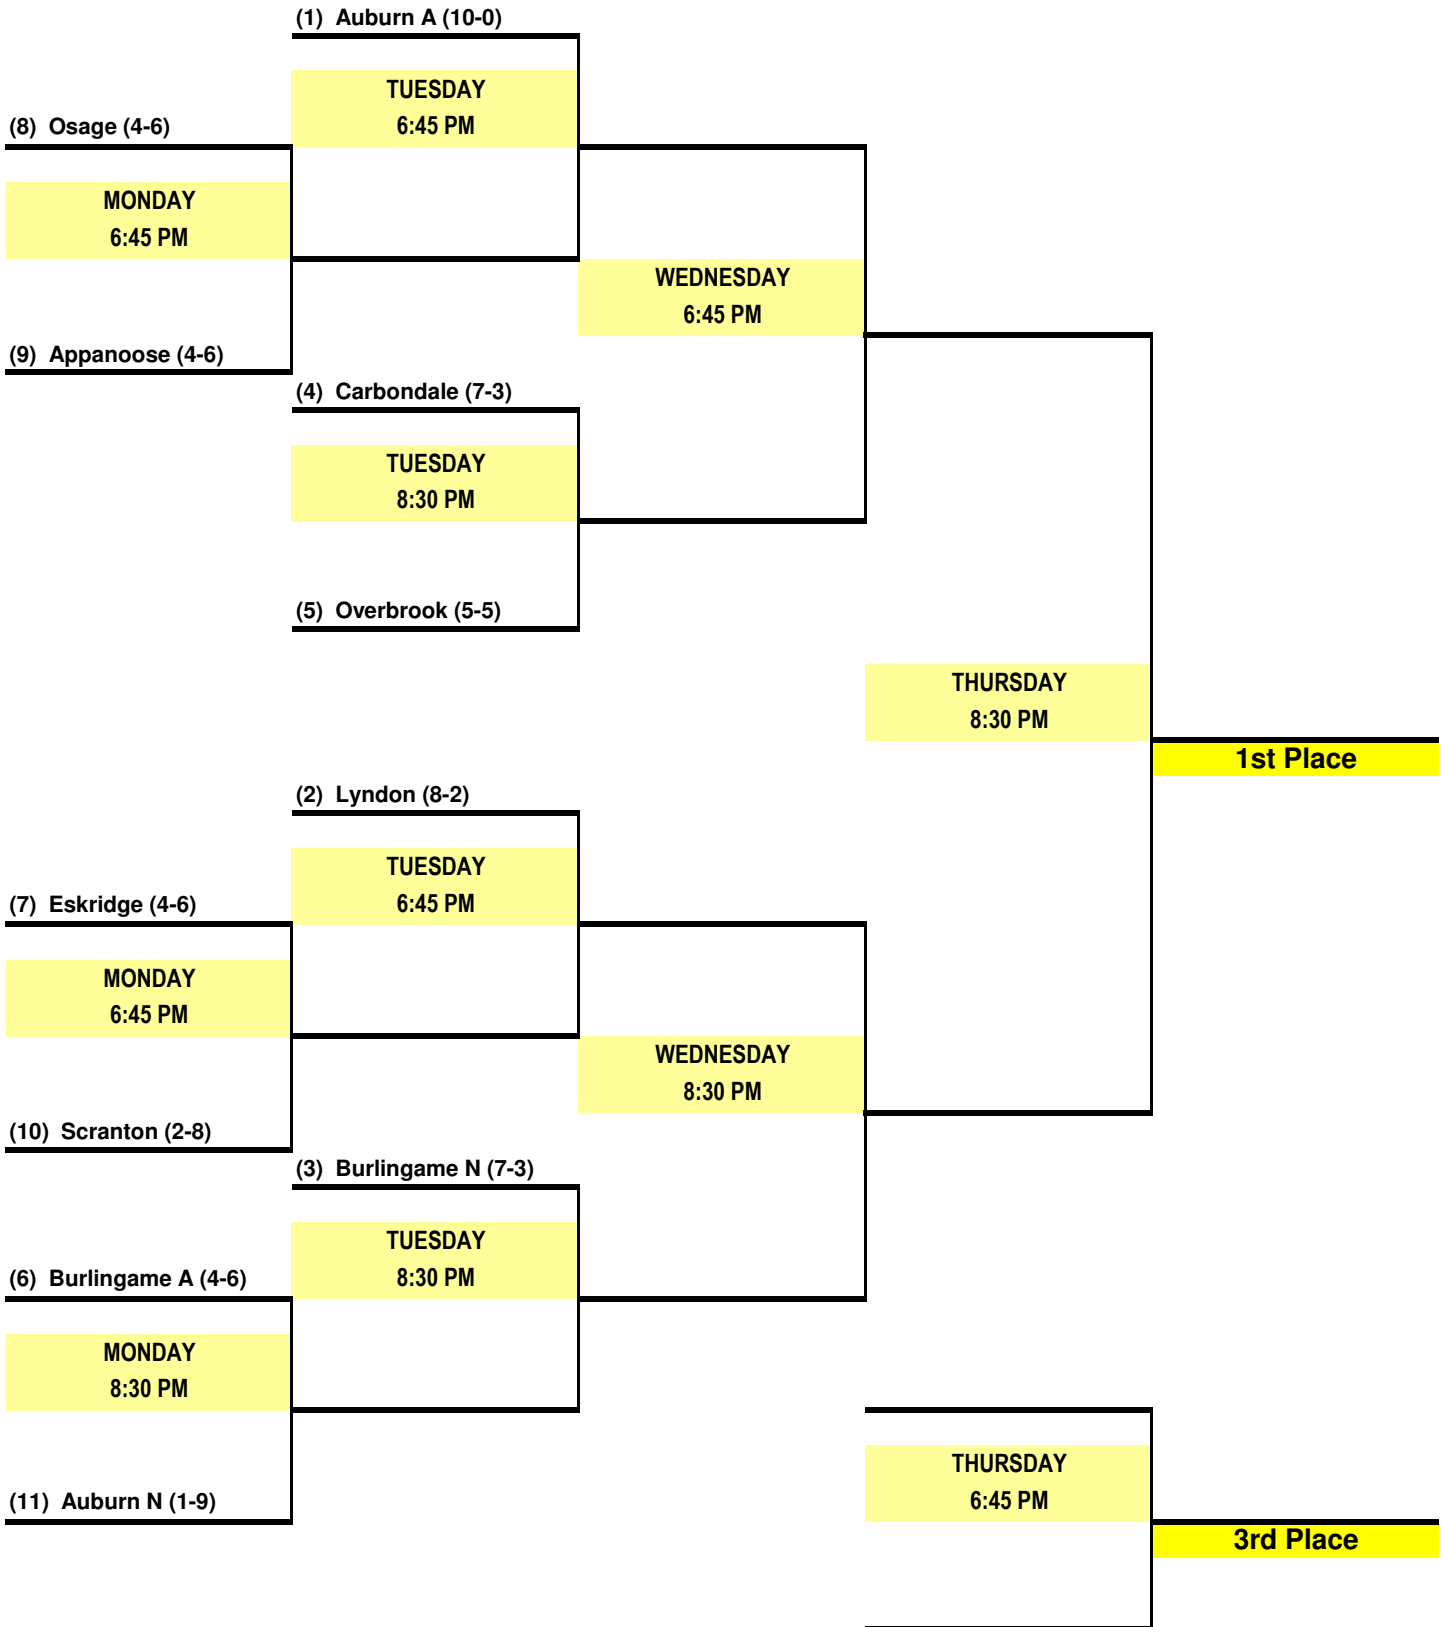 (1) Auburn A (10-0)
TUESDAY
6:45 PM
(8) Osage (4-6)
MONDAY
6:45 PM
WEDNESDAY
6:45 PM
(9) Appanoose (4-6)
(4) Carbondale (7-3)
TUESDAY
8:30 PM
(5) Overbrook (5-5)
THURSDAY
8:30 PM
1st Place
(2) Lyndon (8-2)
TUESDAY
6:45 PM
(7) Eskridge (4-6)
MONDAY
6:45 PM
WEDNESDAY
8:30 PM
(10) Scranton (2-8)
(3) Burlingame N (7-3)
TUESDAY
8:30 PM
(6) Burlingame A (4-6)
MONDAY
8:30 PM
THURSDAY
6:45 PM
(11) Auburn N (1-9)
3rd Place